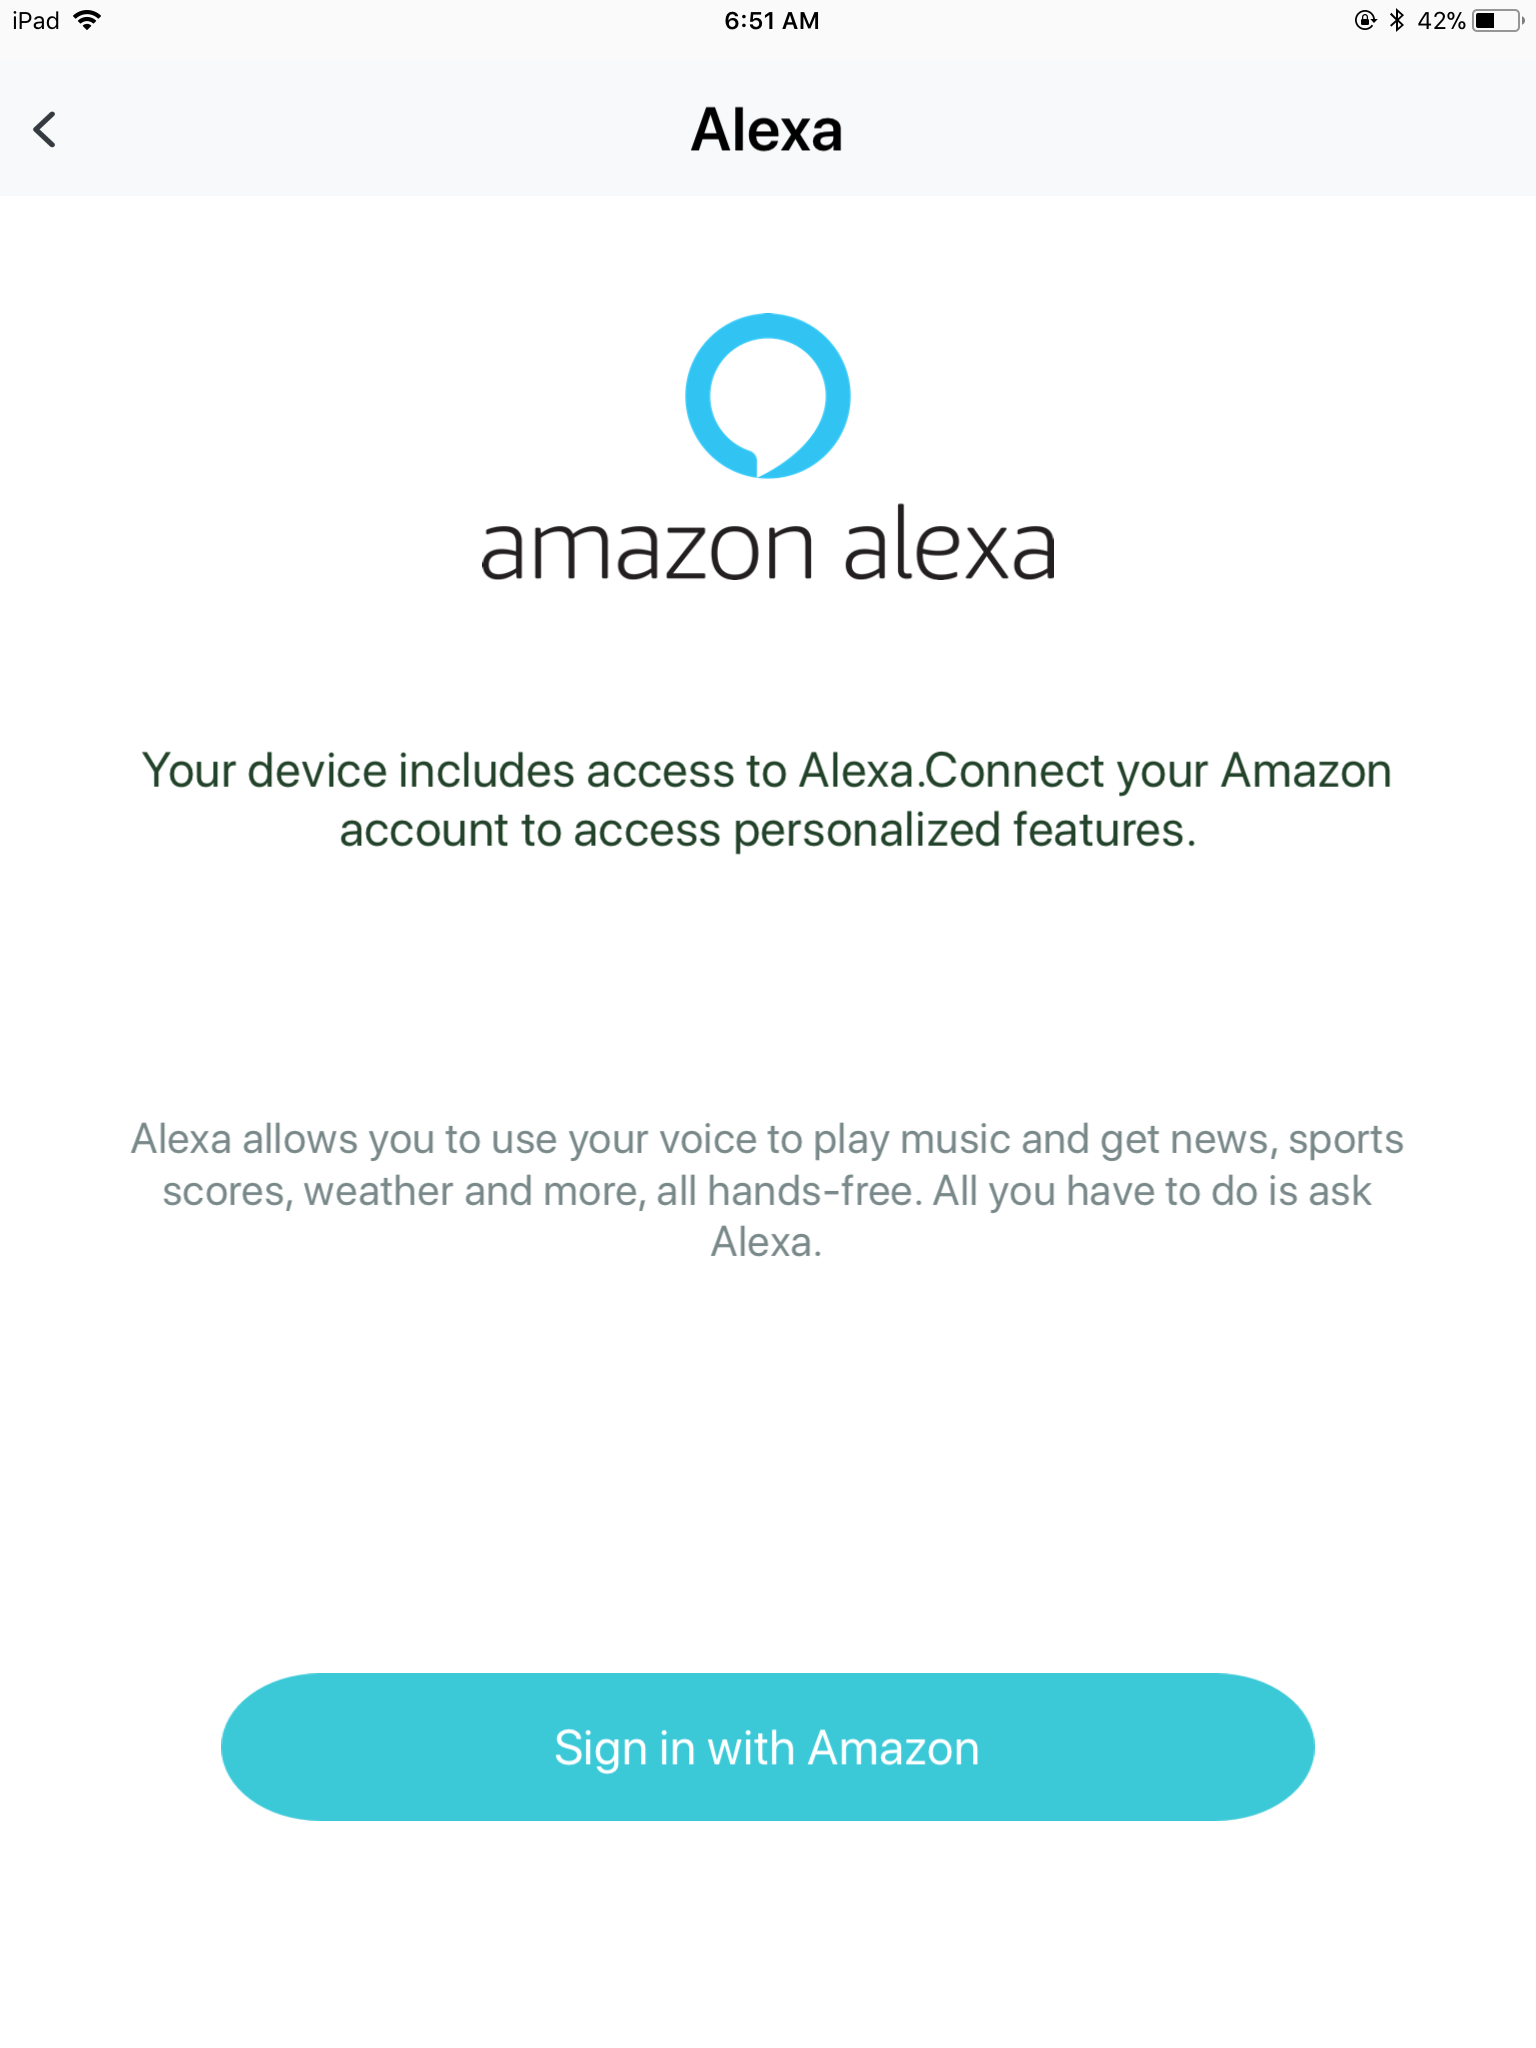 iPad 6:51 AM 42%
Alexa
amazon alexa
Your device includes access to Alexa.Connect your Amazon
account to access personalized features.
Alexa allows you to use your voice to play music and get news, sports
scores, weather and more, all hands-free. All you have to do is ask
Alexa.
Sign in with Amazon